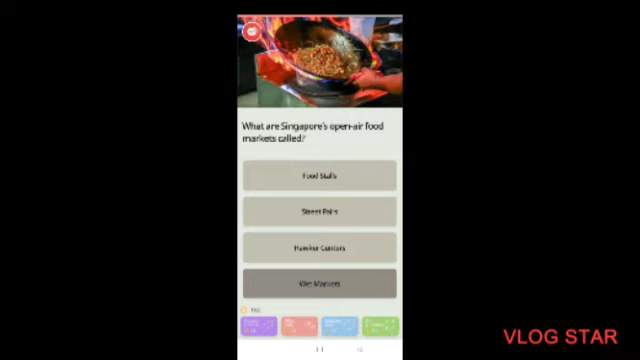 What are Singapore's open-air food
markets called?
Food Stalls
Street Fairs
Hawker Centers
Wet Markets
VLOG STAR